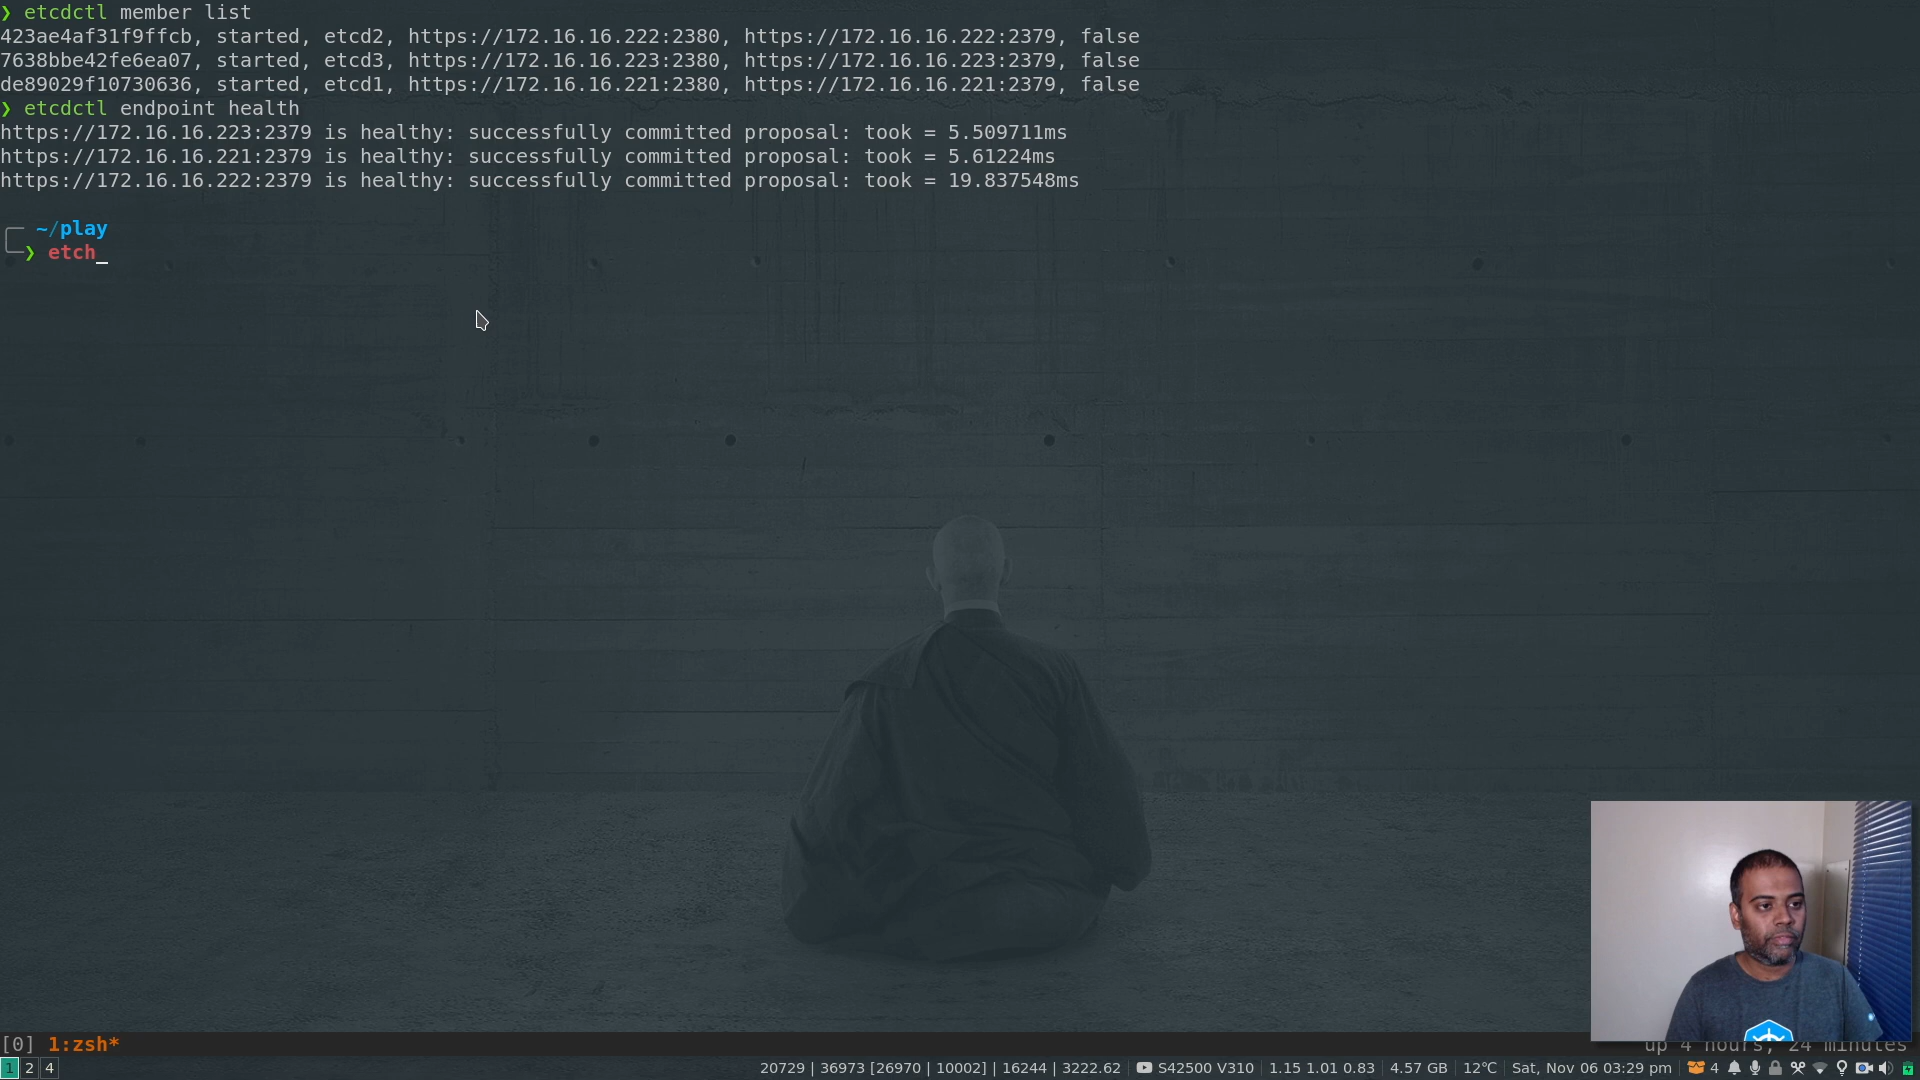 ❯ etcdctl member list
423ae4af31f9ffcb, started, etcd2, https://172.16.16.222:2380, https://172.16.16.222:2379, false
7638bbe42fe6ea07, started, etcd3, https://172.16.16.223:2380, https://172.16.16.223:2379, false
de89029f10730636, started, etcd1, https://172.16.16.221:2380, https://172.16.16.221:2379, false
❯ etcdctl endpoint health
https://172.16.16.223:2379 is healthy: successfully committed proposal: took = 5.509711ms
https://172.16.16.221:2379 is healthy: successfully committed proposal: took = 5.61224ms
https://172.16.16.222:2379 is healthy: successfully committed proposal: took = 19.837548ms
~/play
❯ etch_
[0] 1:zsh* up 4 hours, 24 minutes
1 2 4 20729 | 36973 [26970 | 10002] | 16244 | 3222.62 S42500 V310 1.15 1.01 0.83 4.57 GB 12℃ Sat, Nov 06 03:29 pm 4